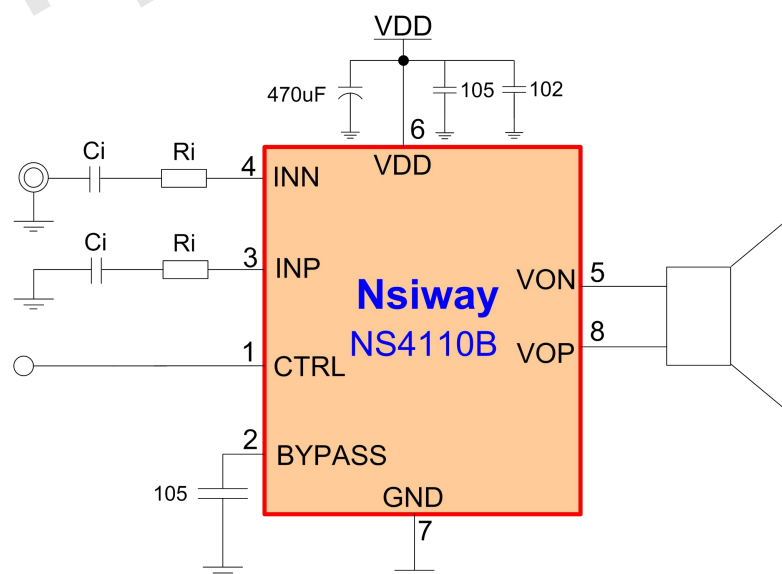 VDD
470uF
105
102
6
VDD
Ci
Ri
4
INN
Ci
Ri
3
INP
Nsiway
NS4110B
VON
5
VOP
8
1
CTRL
2
BYPASS
105
GND
7